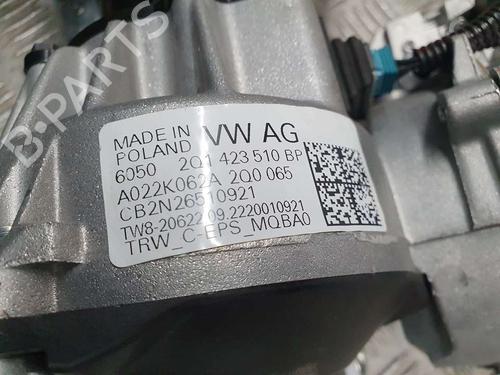 B-PARTS
MADE IN POLAND VW AG
6050 2Q1 423 510 BP
A022K062A 2Q0 065
CB2N26510921
TW8-20622109.2220010921
TRW_C-EPS_MQBA0